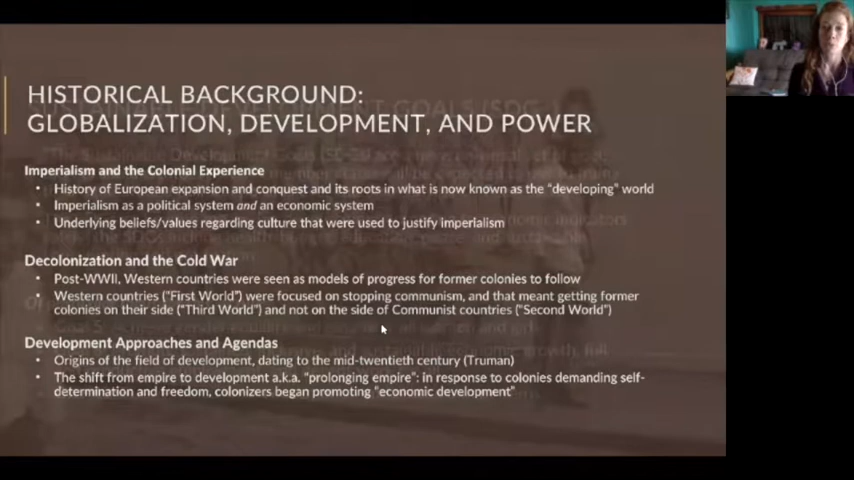 HISTORICAL BACKGROUND:
GLOBALIZATION, DEVELOPMENT, AND POWER
Imperialism and the Colonial Experience
• History of European expansion and conquest and its roots in what is now known as the "developing" world
• Imperialism as a political system and an economic system
• Underlying beliefs/values regarding culture that were used to justify imperialism
Decolonization and the Cold War
• Post-WWII, Western countries were seen as models of progress for former colonies to follow
• Western countries ("First World") were focused on stopping communism, and that meant getting former
colonies on their side ("Third World") and not on the side of Communist countries ("Second World")
Development Approaches and Agendas
• Origins of the field of development, dating to the mid-twentieth century (Truman)
• The shift from empire to development a.k.a. "prolonging empire": in response to colonies demanding self-
determination and freedom, colonizers began promoting "economic development"